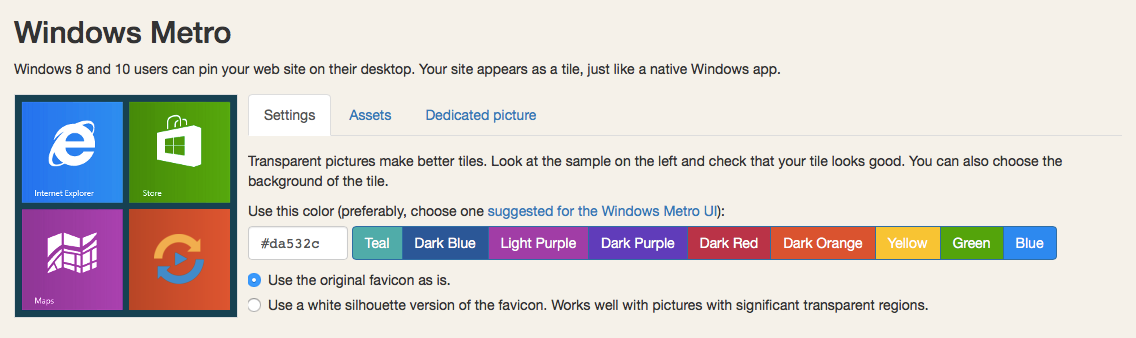 Windows Metro
Windows 8 and 10 users can pin your web site on their desktop. Your site appears as a tile, just like a native Windows app.
Internet Explorer
Store
Maps
Settings
Assets
Dedicated picture
Transparent pictures make better tiles. Look at the sample on the left and check that your tile looks good. You can also choose the
background of the tile.
Use this color (preferably, choose one suggested for the Windows Metro UI):
#da532c
Teal
Dark Blue
Light Purple
Dark Purple
Dark Red
Dark Orange
Yellow
Green
Blue
Use the original favicon as is.
Use a white silhouette version of the favicon. Works well with pictures with significant transparent regions.